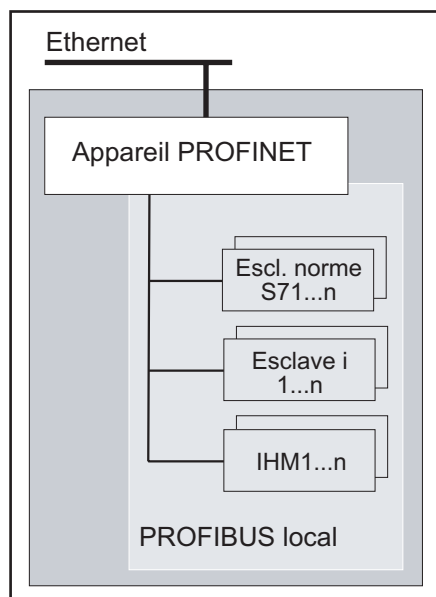 Ethernet
Appareil PROFINET
Escl. norme
S71...n
Esclave i
1...n
IHM1...n
PROFIBUS local